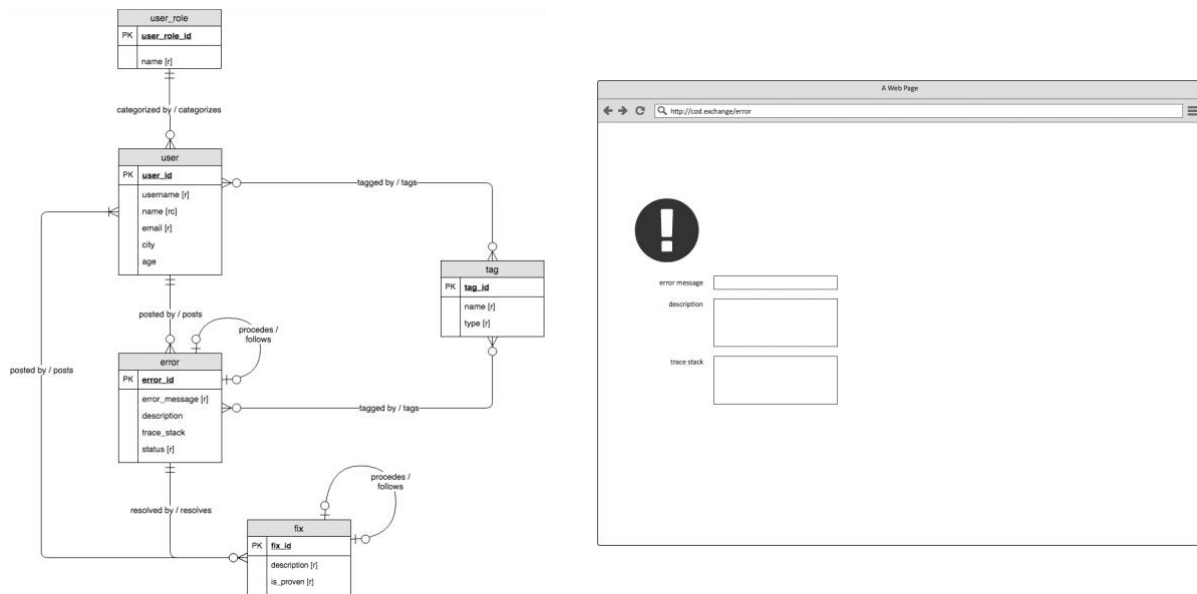 user_role
PK user_role_id
name [r]
categorized by / categorizes
user
PK user_id
username [r]
name [rc]
email [r]
city
age
tagged by / tags
tag
PK tag_id
name [r]
type [r]
posted by / posts
procedes /
follows
error
PK error_id
error_message [r]
description
trace_stack
status [r]
posted by / posts
tagged by / tags
resolved by / resolves
procedes /
follows
fix
PK fix_id
description [r]
is_proven [r]
A Web Page
http://cod.exchange/error
error message
description
trace stack